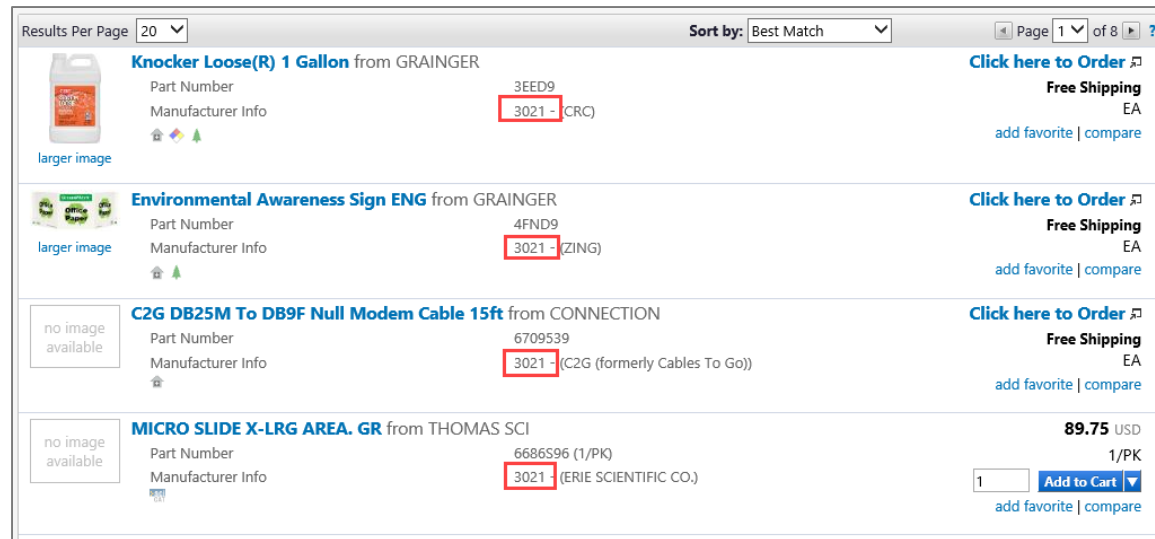 Results Per Page 20 Sort by: Best Match Page 1 of 8 ?
Knocker Loose(R) 1 Gallon from GRAINGER Click here to Order
Part Number 3EED9 Free Shipping
Manufacturer Info 3021 - (CRC) EA
add favorite | compare
larger image
Environmental Awareness Sign ENG from GRAINGER Click here to Order
Office Paper
Part Number 4FND9 Free Shipping
larger image Manufacturer Info 3021 - (ZING) EA
add favorite | compare
C2G DB25M To DB9F Null Modem Cable 15ft from CONNECTION Click here to Order
no image available
Part Number 6709539 Free Shipping
Manufacturer Info 3021 - (C2G (formerly Cables To Go)) EA
add favorite | compare
MICRO SLIDE X-LRG AREA. GR from THOMAS SCI 89.75 USD
no image available
Part Number 6686S96 (1/PK) 1/PK
Manufacturer Info 3021 - (ERIE SCIENTIFIC CO.) 1 Add to Cart
add favorite | compare